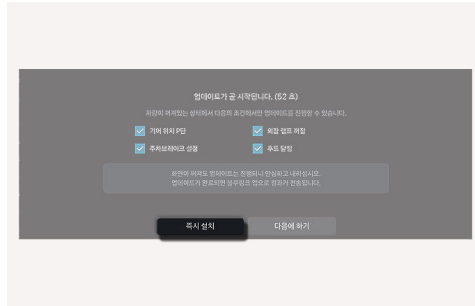 업데이트가 곧 시작됩니다. (52 초)
차량이 꺼져있는 상태에서 다음의 조건에서만 업데이트를 진행할 수 있습니다.
기어 위치 P단
외장 램프 꺼짐
주차브레이크 설정
후드 닫힘
화면이 꺼져도 업데이트는 진행되니 안심하고 내리십시오.
업데이트가 완료되면 블루링크 앱으로 결과가 전송됩니다.
즉시 설치
다음에 하기